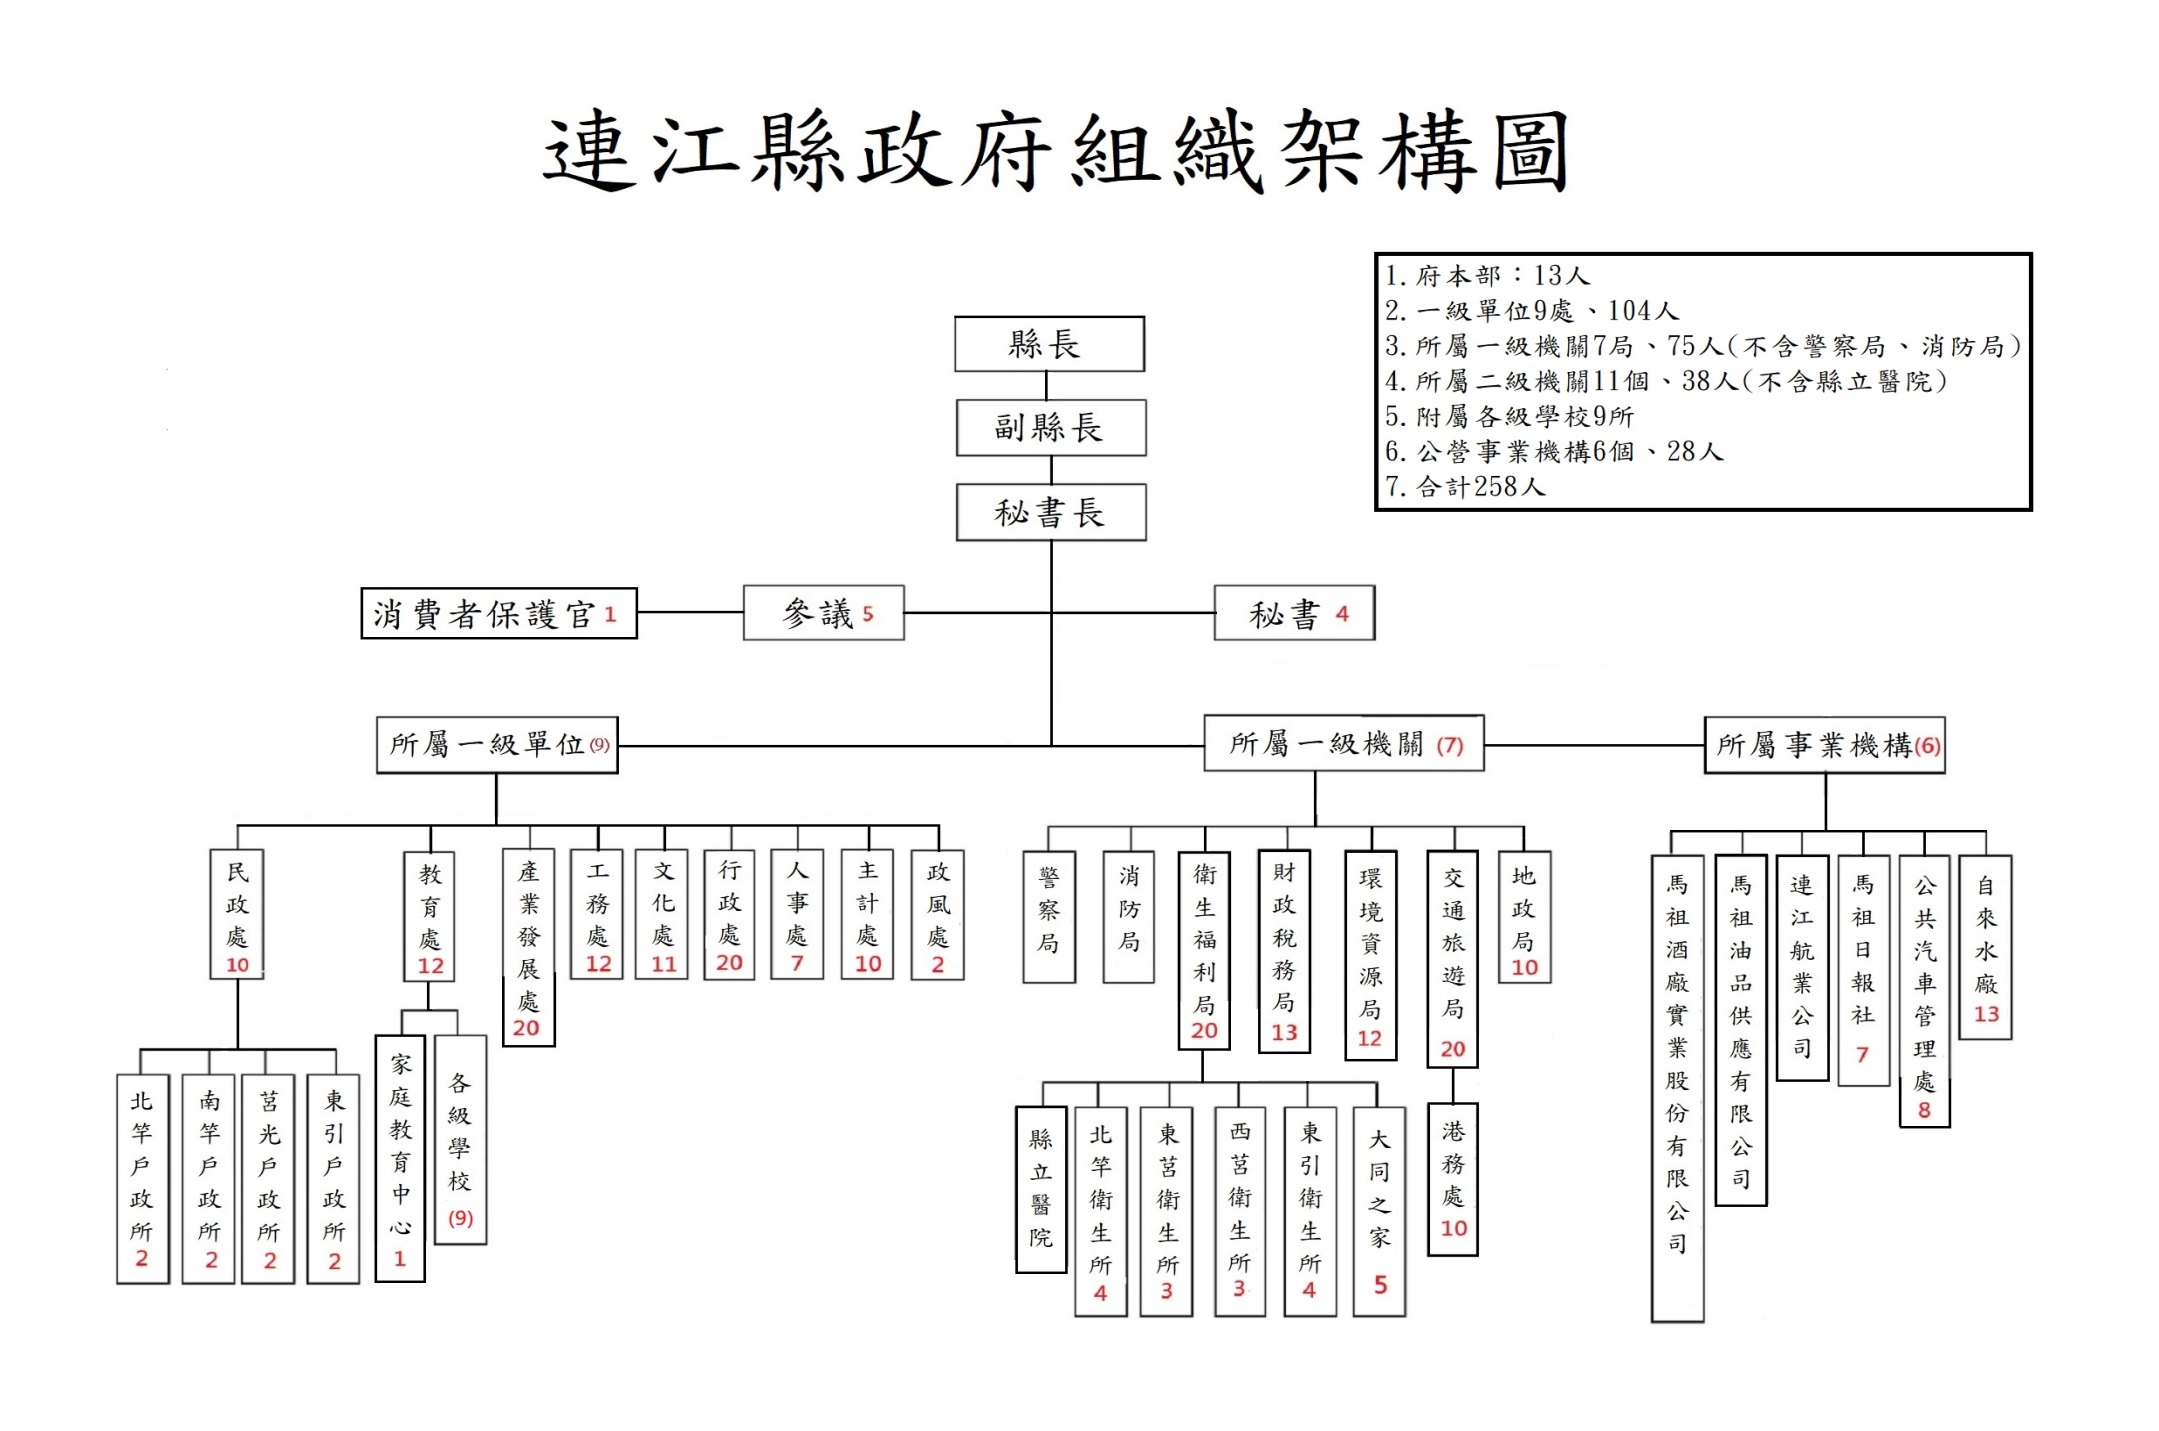 連江縣政府組織架構圖
1.府本部：13人
2.一級單位9處、104人
3.所屬一級機關7局、75人(不含警察局、消防局)
4.所屬二級機關11個、38人(不含縣立醫院)
5.附屬各級學校9所
6.公營事業機構6個、28人
7.合計258人
縣長
副縣長
秘書長
消費者保護官 1
參議 5
秘書 4
所屬一級單位(9)
所屬一級機關 (7)
所屬事業機構(6)
民政處 10
教育處 12
產業發展處 20
工務處 12
文化處 11
行政處 20
人事處 7
主計處 10
政風處 2
警察局
消防局
衛生福利局 20
財政稅務局 13
環境資源局 12
交通旅遊局 20
地政局 10
馬祖酒廠實業股份有限公司
馬祖油品供應有限公司
連江航業公司
馬祖日報社 7
公共汽車管理處 8
自來水廠 13
北竿戶政所 2
南竿戶政所 2
莒光戶政所 2
東引戶政所 2
家庭教育中心 1
各級學校 (9)
縣立醫院
北竿衛生所 4
東莒衛生所 3
西莒衛生所 3
東引衛生所 4
大同之家 5
港務處 10